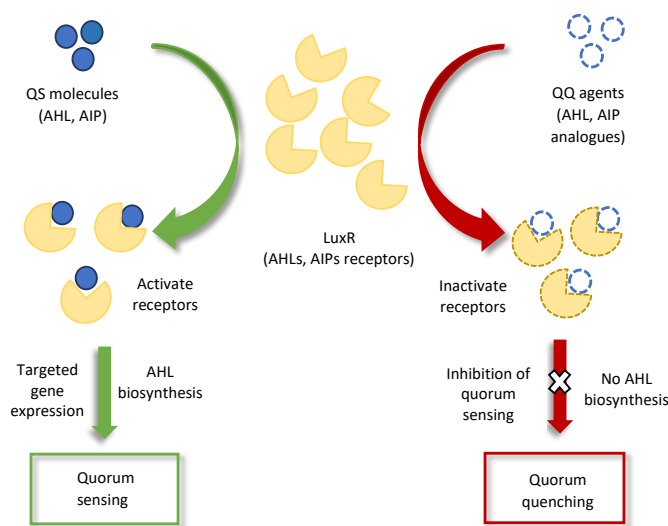 QS molecules
(AHL, AIP)
QQ agents
(AHL, AIP
analogues)
LuxR
(AHLs, AIPs receptors)
Activate
receptors
Inactivate
receptors
Targeted
gene
expression
AHL
biosynthesis
Inhibition of
quorum
sensing
No AHL
biosynthesis
Quorum
sensing
Quorum
quenching